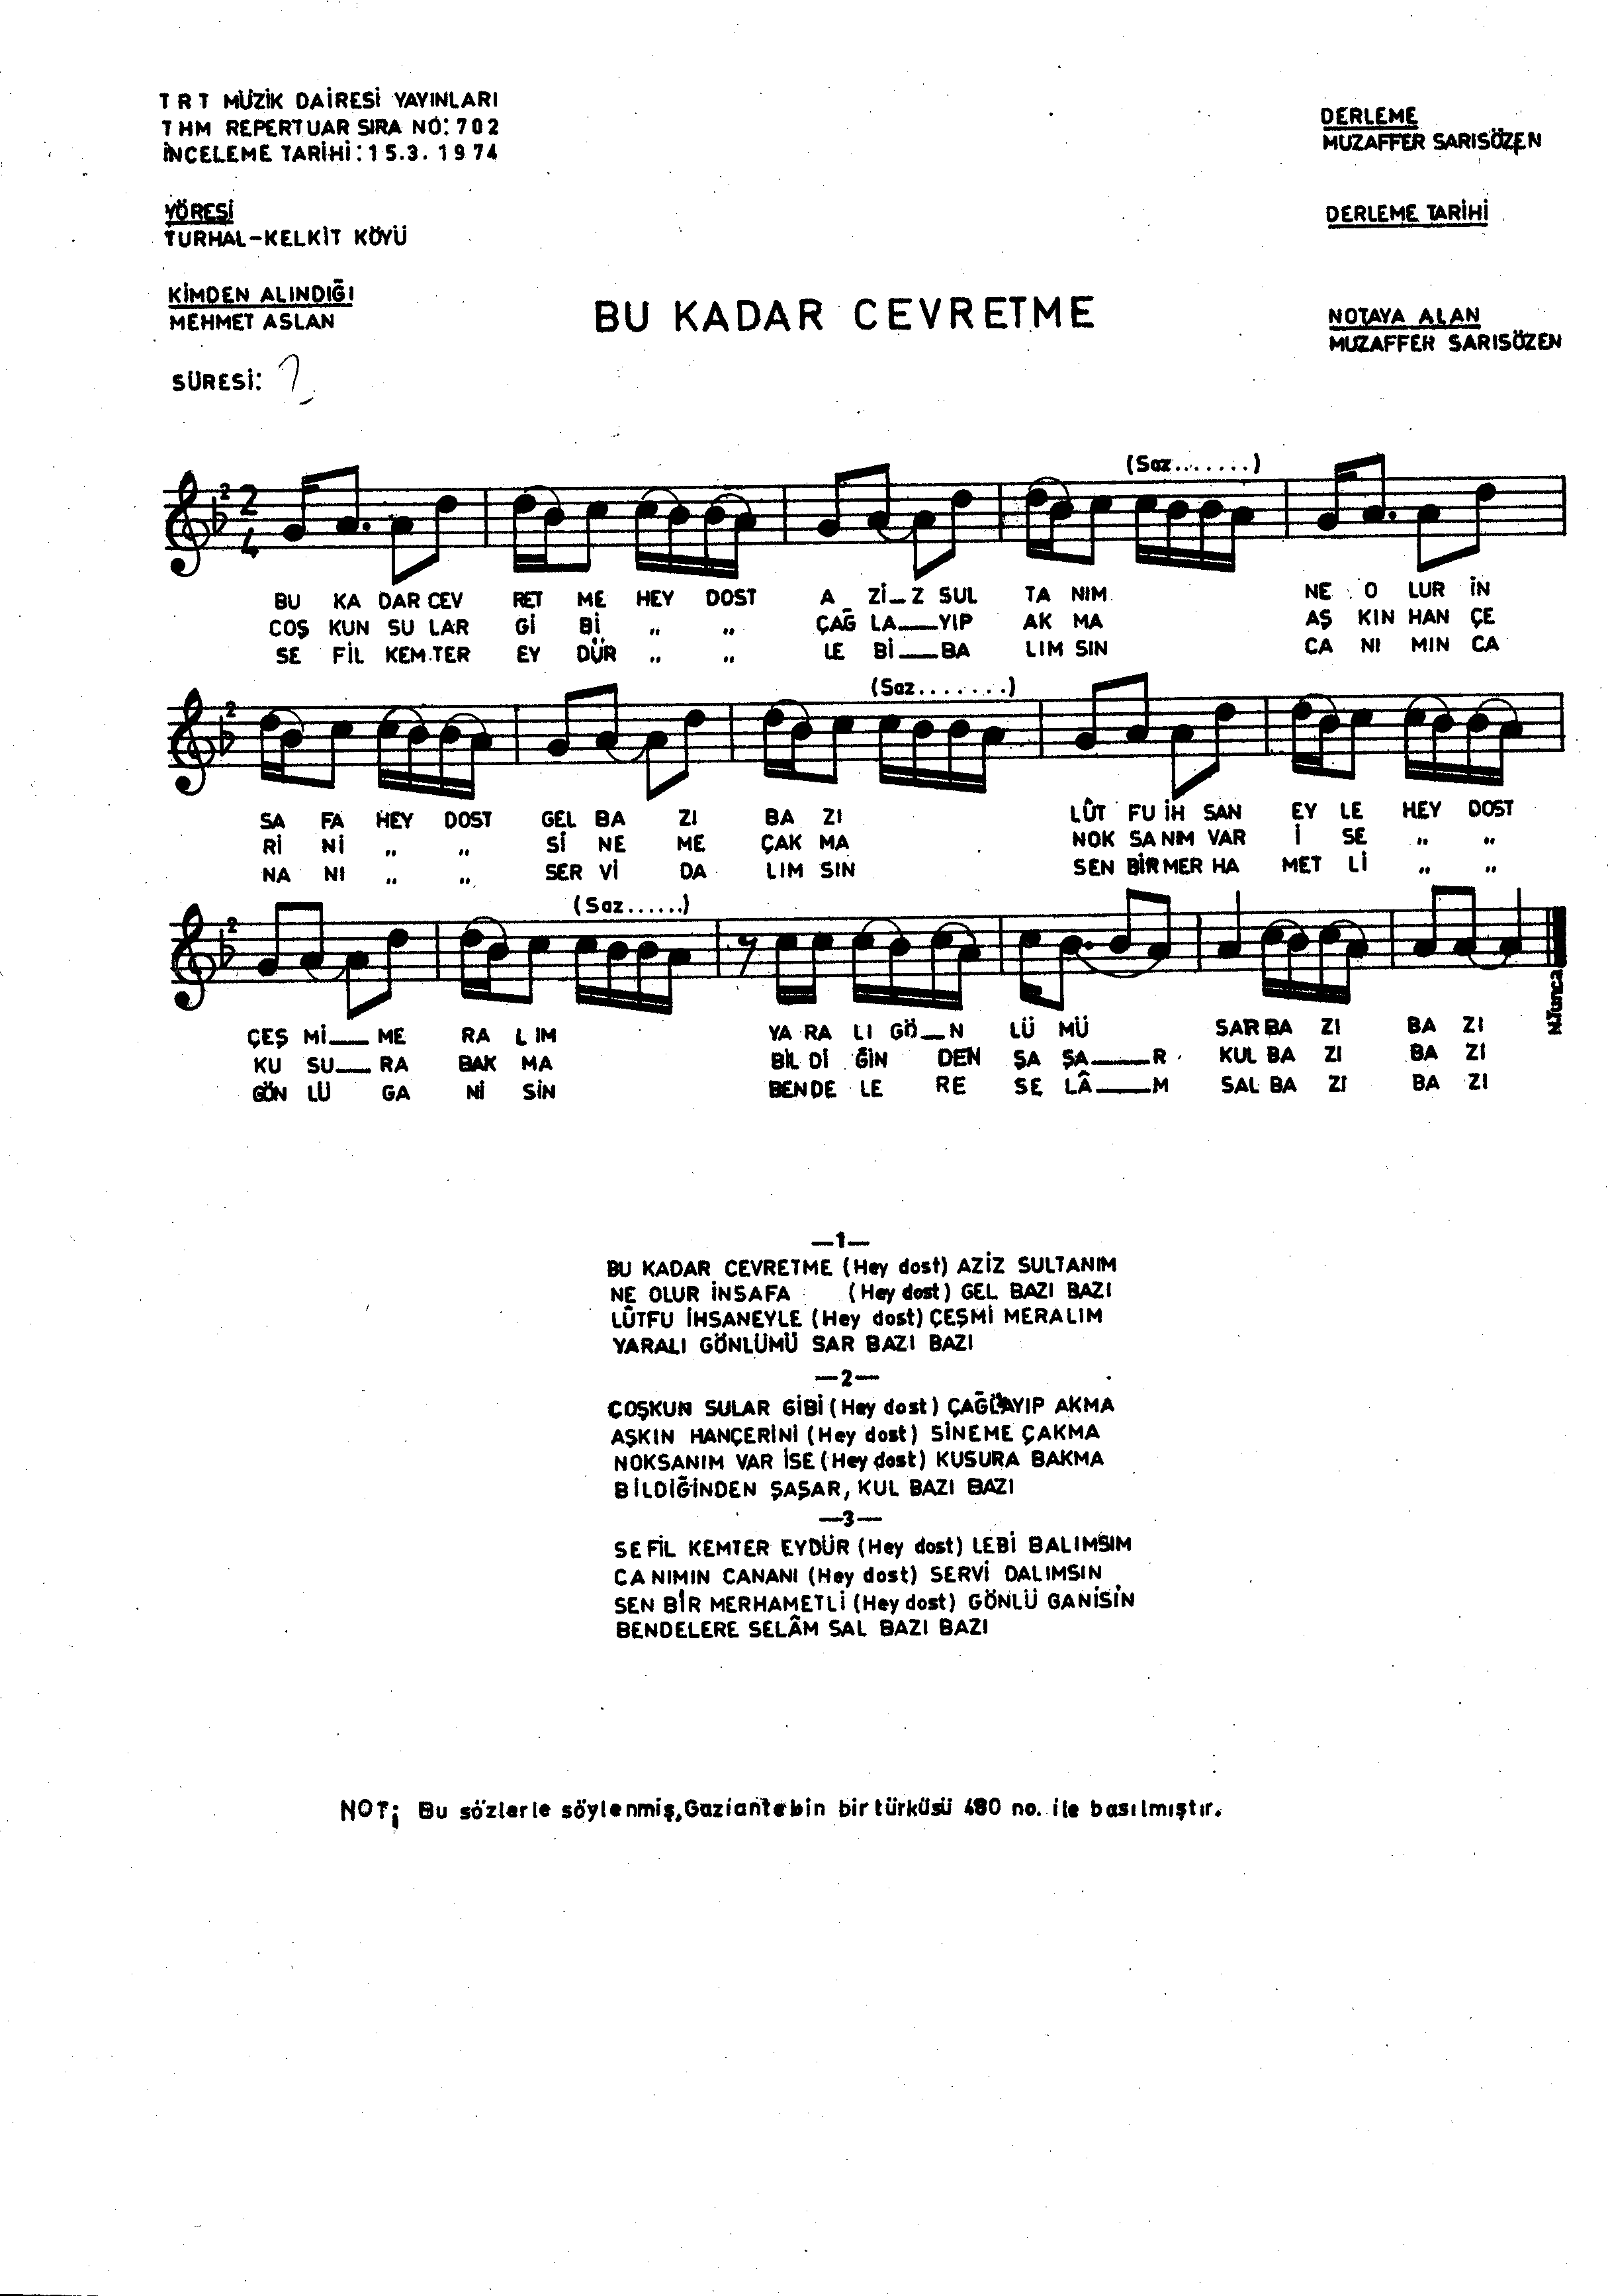 TRT MÜZİK DAİRESİ YAYINLARI
THM REPERTUAR SIRA NO: 702
İNCELEME TARİHİ: 15.3.1974
DERLEME
MUZAFFER SARISÖZEN
YÖRESİ
TURHAL-KELKİT KÖYÜ
DERLEME TARİHİ
KİMDEN ALINDIĞI
MEHMET ASLAN
BU KADAR CEVRETME
NOTAYA ALAN
MUZAFFER SARISÖZEN
SÜRESİ:
(Saz.......)
2 2 4
BU KA DAR CEV RET ME HEY DOST A Zİ_Z SUL TA NIM NE O LUR İN
COŞ KUN SU LAR Gİ Bİ " " ÇAĞ LA__YIP AK MA AŞ KIN HAN ÇE
SE FİL KEM TER EY DÜR " " LE Bİ__BA LIM SIN CA NI MIN CA
(Saz.......)
2
SA FA HEY DOST GEL BA ZI BA ZI LÛT FU İH SAN EY LE HEY DOST
Rİ Nİ " " Sİ NE ME ÇAK MA NOK SA NIM VAR İ SE " "
NA NI " " SER Vİ DA LIM SIN SEN BİR MER HA MET Lİ " "
(Saz......)
2
ÇEŞ Mİ__ME RA LIM YA RA LI GÖ_N LÜ MÜ SAR BA ZI BA ZI
KU SU__RA BAK MA BİL Dİ ĞİN DEN ŞA ŞA__R KUL BA ZI BA ZI
GÖN LÜ GA Nİ SİN BENDE LE RE SE LÂ__M SAL BA ZI BA ZI
N.Tunca
—1—
BU KADAR CEVRETME (Hey dost) AZİZ SULTANIM
NE OLUR İNSAFA (Hey dost) GEL BAZI BAZI
LÛTFU İHSANEYLE (Hey dost) ÇEŞMİ MERALIM
YARALI GÖNLÜMÜ SAR BAZI BAZI
—2—
COŞKUN SULAR GİBİ (Hey dost) ÇAĞLAYIP AKMA
AŞKIN HANÇERİNİ (Hey dost) SİNEME ÇAKMA
NOKSANIM VAR İSE (Hey dost) KUSURA BAKMA
BİLDİĞİNDEN ŞAŞAR, KUL BAZI BAZI
—3—
SEFİL KEMTER EYDÜR (Hey dost) LEBİ BALIMSIM
CANIMIN CANANI (Hey dost) SERVİ DALIMSIN
SEN BİR MERHAMETLİ (Hey dost) GÖNLÜ GANİSİN
BENDELERE SELÂM SAL BAZI BAZI
NOT; Bu sözlerle söylenmiş, Gaziantebin bir türküsü 480 no. ile basılmıştır.